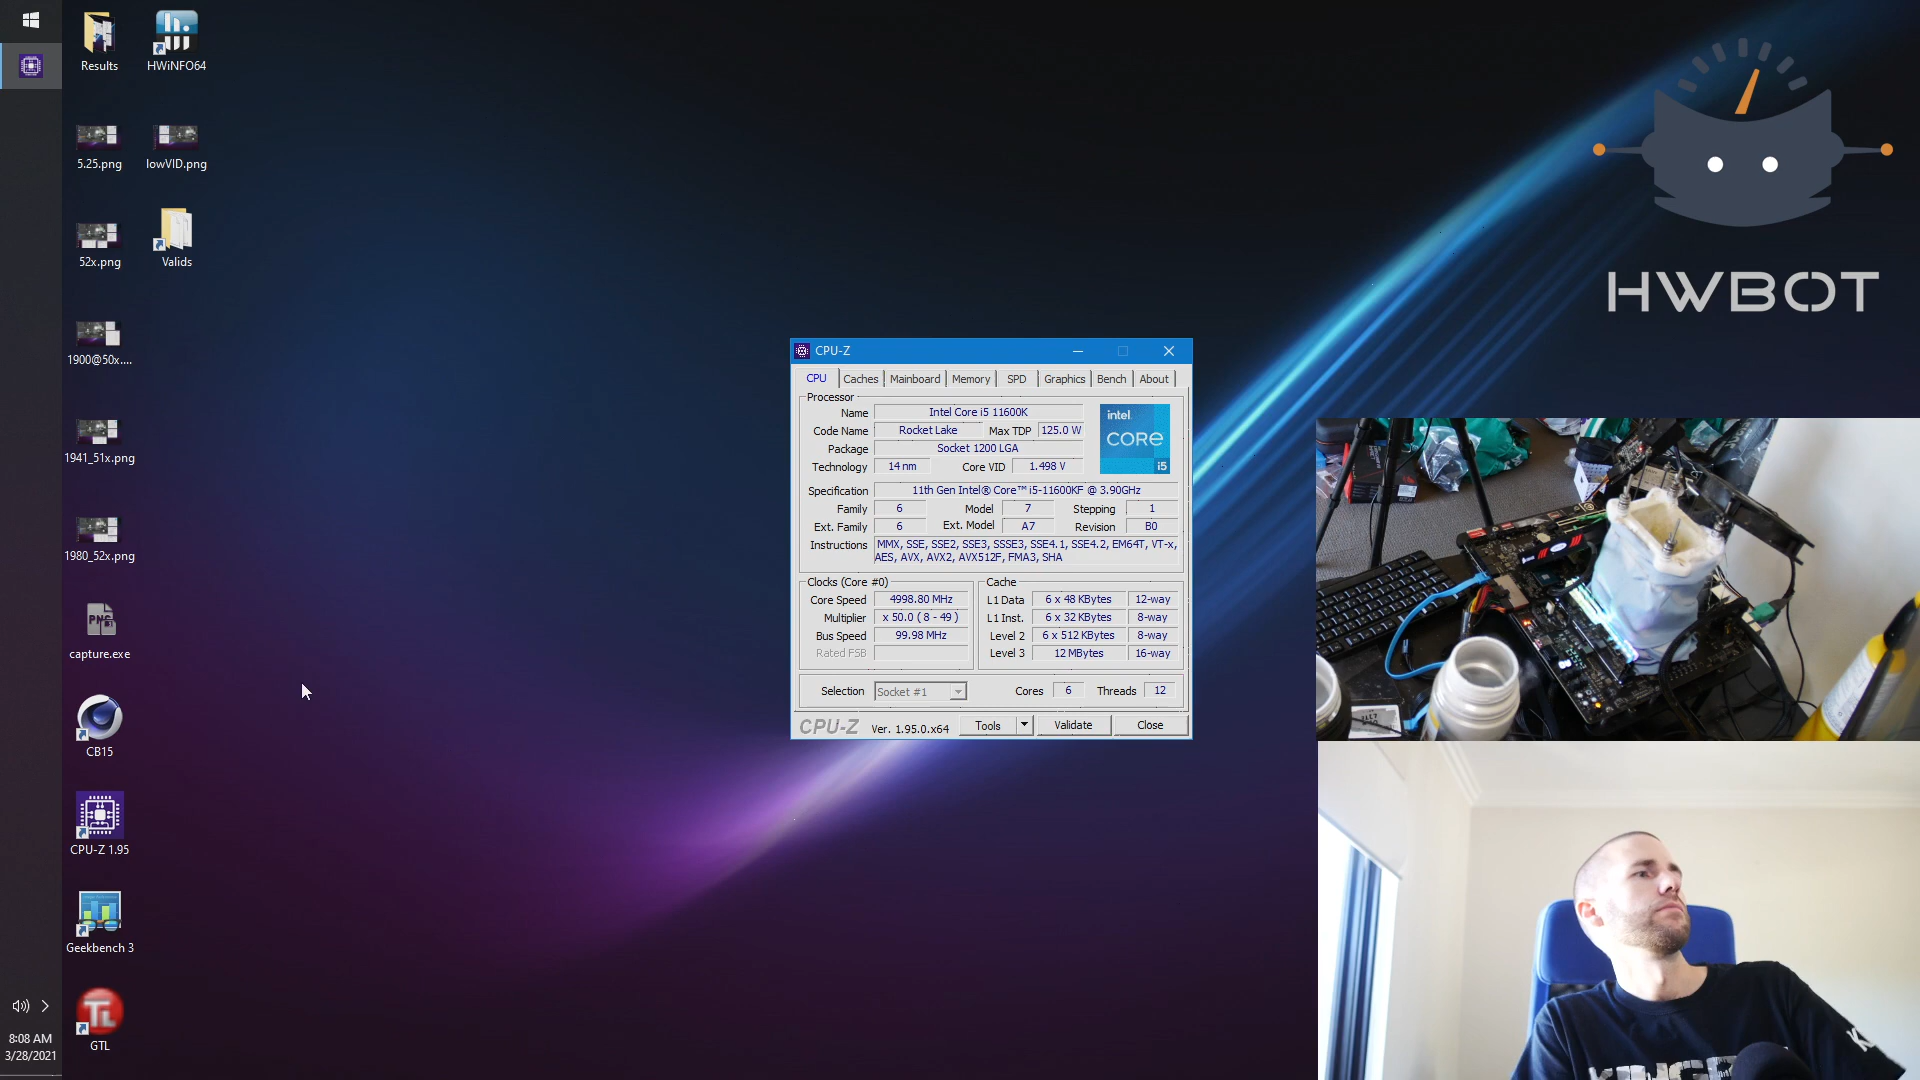 Results
HWiNFO64
5.25.png
lowVID.png
52x.png
Valids
1900@50x....
1941_51x.png
1980_52x.png
PNG
capture.exe
CB15
CPU-Z 1.95
Geekbench 3
TL
GTL
8:08 AM
3/28/2021
HWBOT
CPU-Z
CPU Caches Mainboard Memory SPD Graphics Bench About
Processor
Name Intel Core i5 11600K
Code Name Rocket Lake Max TDP 125.0 W
Package Socket 1200 LGA
Technology 14 nm Core VID 1.498 V
intel
CORE
i5
Specification 11th Gen Intel® Core™ i5-11600KF @ 3.90GHz
Family 6 Model 7 Stepping 1
Ext. Family 6 Ext. Model A7 Revision B0
Instructions MMX, SSE, SSE2, SSE3, SSSE3, SSE4.1, SSE4.2, EM64T, VT-x,
AES, AVX, AVX2, AVX512F, FMA3, SHA
Clocks (Core #0)
Core Speed 4998.80 MHz
Multiplier x 50.0 ( 8 - 49 )
Bus Speed 99.98 MHz
Rated FSB
Cache
L1 Data 6 x 48 KBytes 12-way
L1 Inst. 6 x 32 KBytes 8-way
Level 2 6 x 512 KBytes 8-way
Level 3 12 MBytes 16-way
Selection Socket #1 Cores 6 Threads 12
CPU-Z Ver. 1.95.0.x64 Tools Validate Close